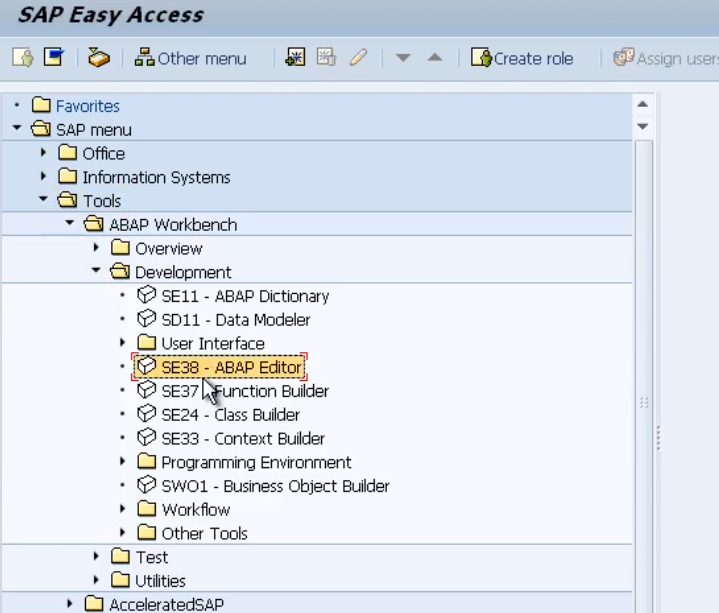 SAP Easy Access
Other menu Create role Assign users
Favorites
SAP menu
Office
Information Systems
Tools
ABAP Workbench
Overview
Development
SE11 - ABAP Dictionary
SD11 - Data Modeler
User Interface
SE38 - ABAP Editor
SE37 - Function Builder
SE24 - Class Builder
SE33 - Context Builder
Programming Environment
SWO1 - Business Object Builder
Workflow
Other Tools
Test
Utilities
AcceleratedSAP